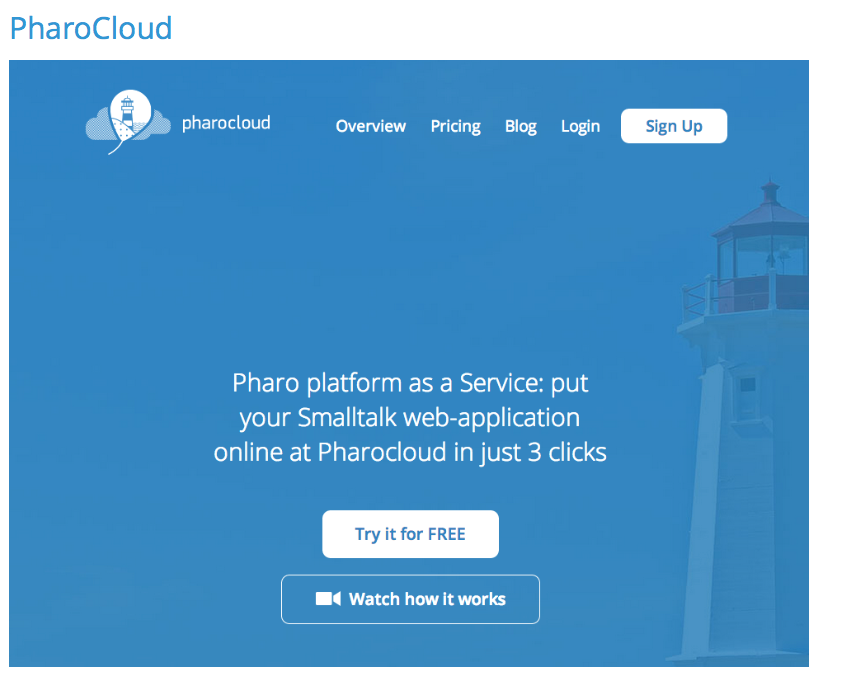 PharoCloud
pharocloud
Overview Pricing Blog Login Sign Up
Pharo platform as a Service: put
your Smalltalk web-application
online at Pharocloud in just 3 clicks
Try it for FREE
Watch how it works